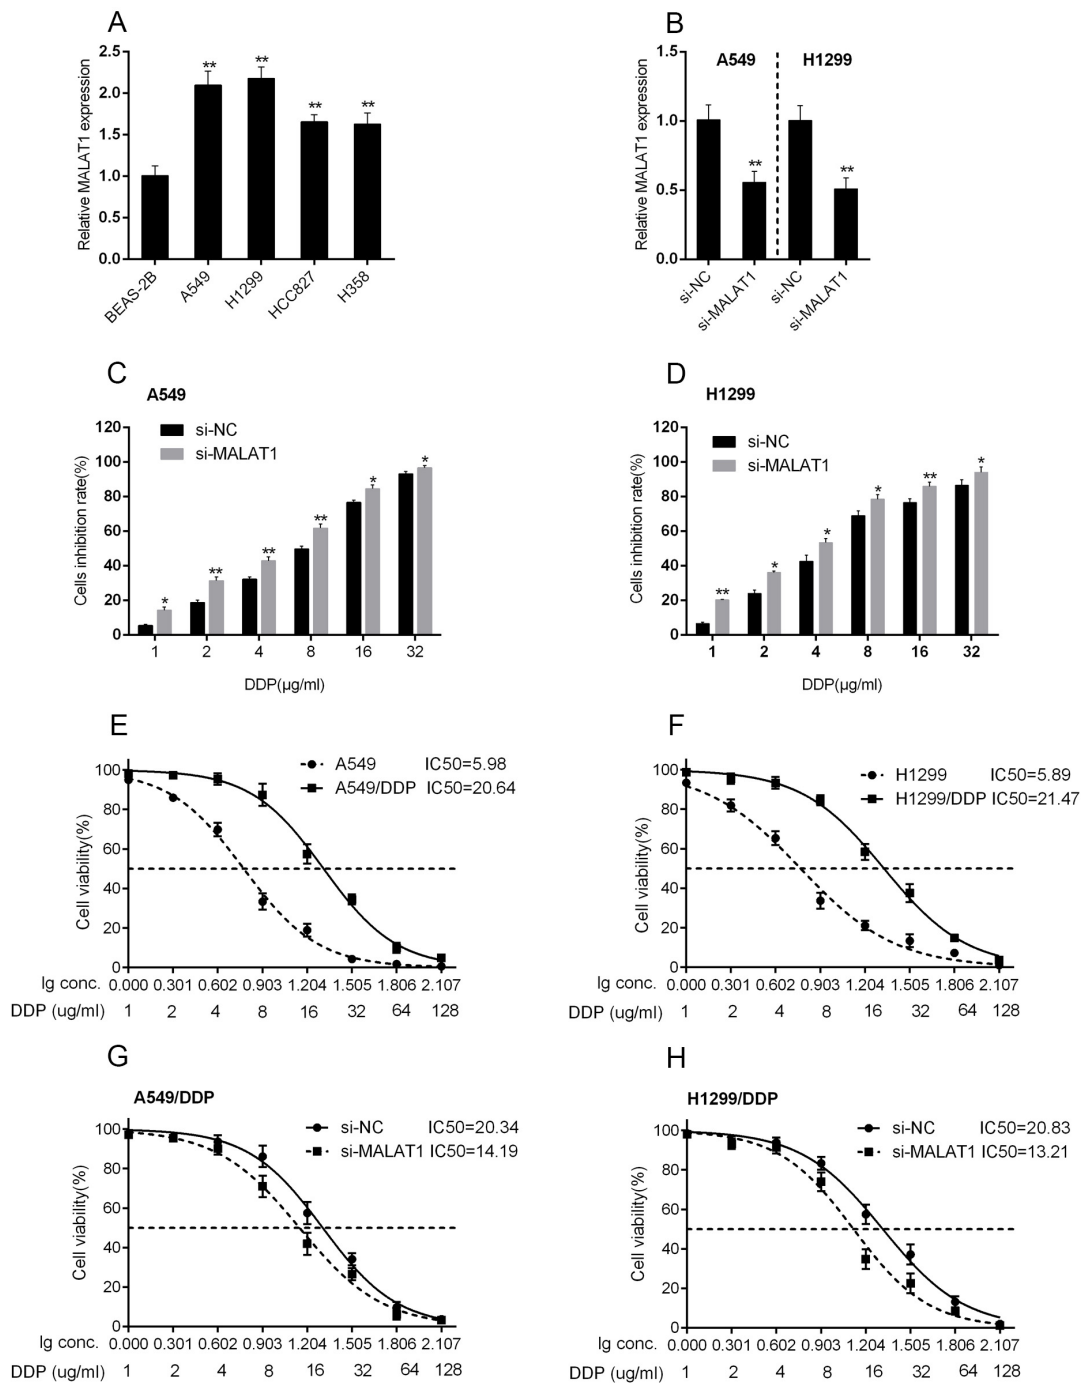 A
2.5
2.0
1.5
1.0
0.5
0.0
Relative MALAT1 expression
**
**
**
**
BEAS-2B
A549
H1299
HCC827
H358
B
1.5
1.0
0.5
0.0
Relative MALAT1 expression
A549
H1299
**
**
si-NC
si-MALAT1
si-NC
si-MALAT1
C
A549
si-NC
si-MALAT1
120
100
80
60
40
20
0
Cells inhibition rate(%)
*
**
**
**
*
*
1 2 4 8 16 32
DDP(μg/ml)
D
H1299
si-NC
si-MALAT1
120
100
80
60
40
20
0
Cells inhibition rate(%)
**
*
*
*
**
*
1 2 4 8 16 32
DDP(μg/ml)
E
A549 IC50=5.98
A549/DDP IC50=20.64
100
80
60
40
20
0
Cell viability(%)
lg conc. 0.000 0.301 0.602 0.903 1.204 1.505 1.806 2.107
DDP (ug/ml) 1 2 4 8 16 32 64 128
F
H1299 IC50=5.89
H1299/DDP IC50=21.47
100
80
60
40
20
0
Cell viability(%)
lg conc. 0.000 0.301 0.602 0.903 1.204 1.505 1.806 2.107
DDP (ug/ml) 1 2 4 8 16 32 64 128
G
A549/DDP
si-NC IC50=20.34
si-MALAT1 IC50=14.19
100
80
60
40
20
0
Cell viability(%)
lg conc. 0.000 0.301 0.602 0.903 1.204 1.505 1.806 2.107
DDP (ug/ml) 1 2 4 8 16 32 64 128
H
H1299/DDP
si-NC IC50=20.83
si-MALAT1 IC50=13.21
100
80
60
40
20
0
Cell viability(%)
lg conc. 0.000 0.301 0.602 0.903 1.204 1.505 1.806 2.107
DDP (ug/ml) 1 2 4 8 16 32 64 128